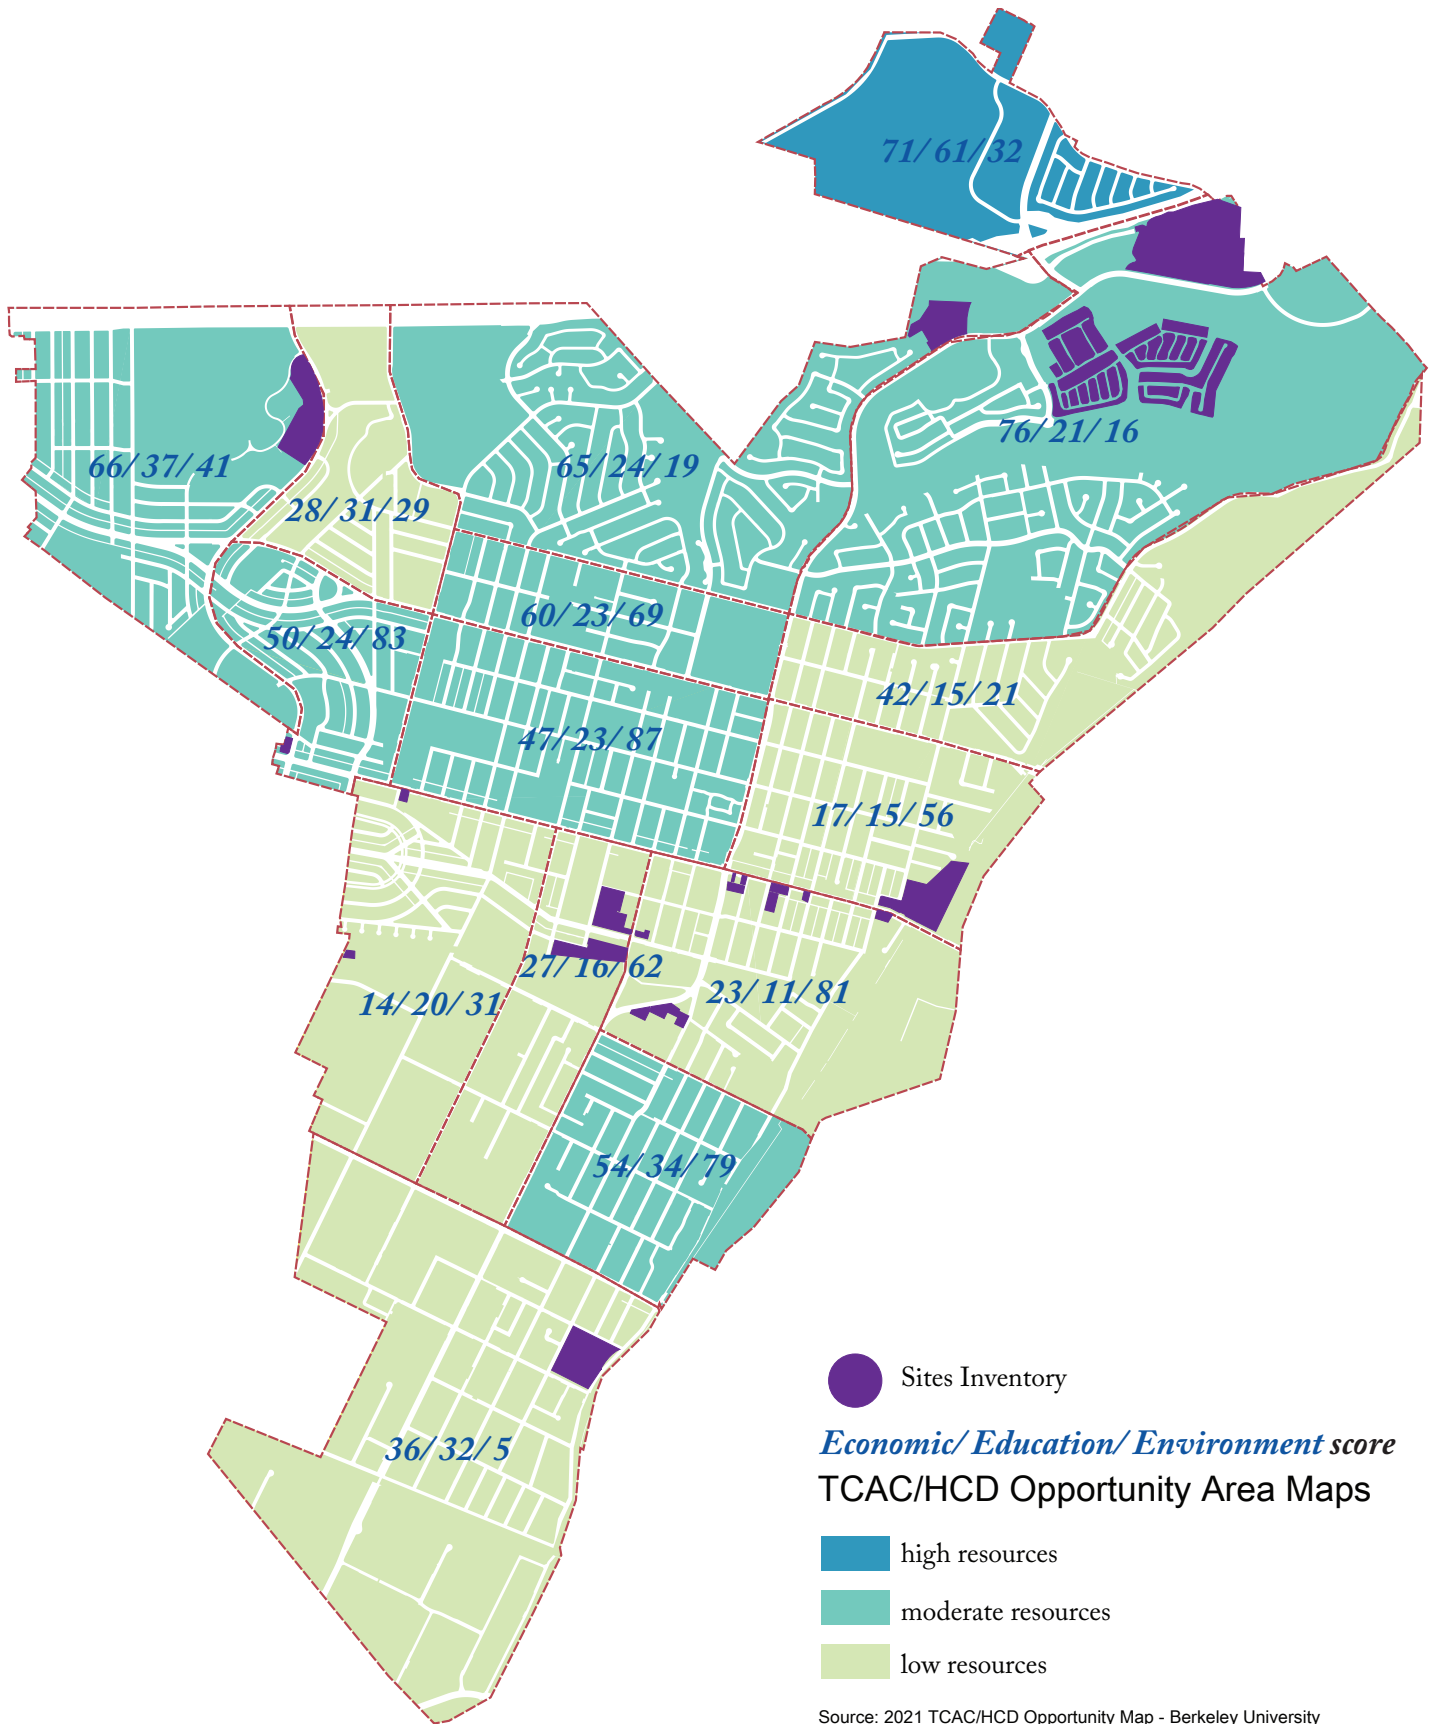 71/ 61/ 32
76/ 21/ 16
66/ 37/ 41
65/ 24/ 19
28/ 31/ 29
60/ 23/ 69
50/ 24/ 83
42/ 15/ 21
47/ 23/ 87
17/ 15/ 56
27/ 16/ 62
23/ 11/ 81
14/ 20/ 31
54/ 34/ 79
36/ 32/ 5
Sites Inventory
Economic/ Education/ Environment score
TCAC/HCD Opportunity Area Maps
high resources
moderate resources
low resources
Source: 2021 TCAC/HCD Opportunity Map - Berkeley University